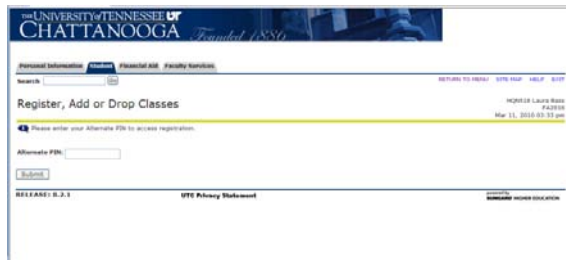 THE UNIVERSITY of TENNESSEE UT
CHATTANOOGA Founded 1886
Personal Information Student Financial Aid Faculty Services
Search Go
RETURN TO MENU SITE MAP HELP EXIT
Register, Add or Drop Classes
Laura Bass
Mar 11, 2010 03:33 pm
Please enter your Alternate PIN to access registration.
Alternate PIN:
Submit
RELEASE: 8.2.1
UTC Privacy Statement
powered by
SUNGARD HIGHER EDUCATION